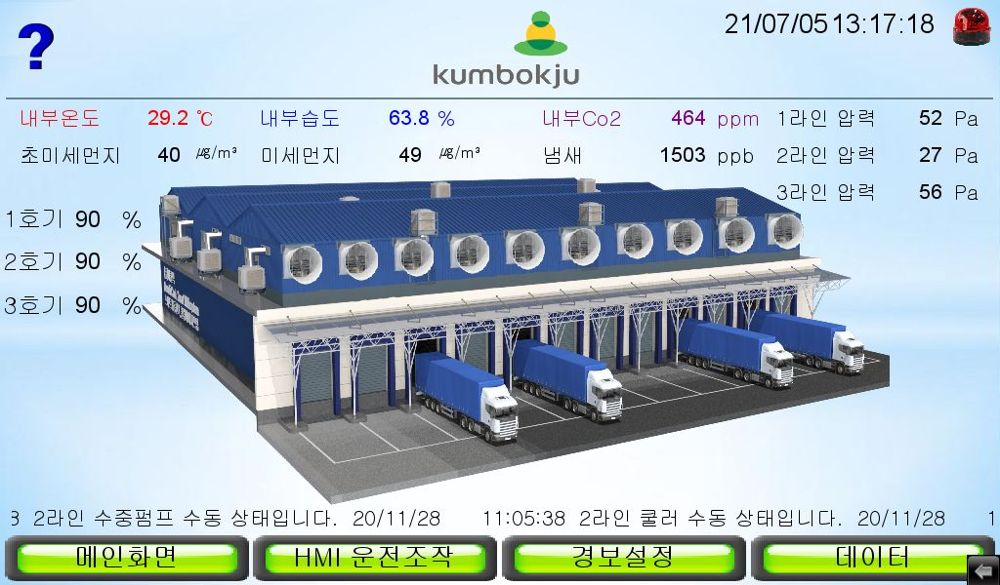 ?
kumbokju
21/07/05 13:17:18
내부온도 29.2 ℃ 내부습도 63.8 % 내부Co2 464 ppm 1라인 압력 52 Pa
초미세먼지 40 ㎍/m³ 미세먼지 49 ㎍/m³ 냄새 1503 ppb 2라인 압력 27 Pa
3라인 압력 56 Pa
1호기 90 %
2호기 90 %
3호기 90 %
2라인 수중펌프 수동 상태입니다. 20/11/28 11:05:38 2라인 쿨러 수동 상태입니다. 20/11/28 1
메인화면 HMI 운전조작 경보설정 데이터